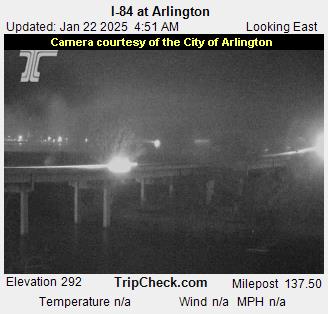 I-84 at Arlington
Updated: Jan 22 2025 4:51 AM Looking East
Camera courtesy of the City of Arlington
Elevation 292 TripCheck.com Milepost 137.50
Temperature n/a Wind n/a MPH n/a